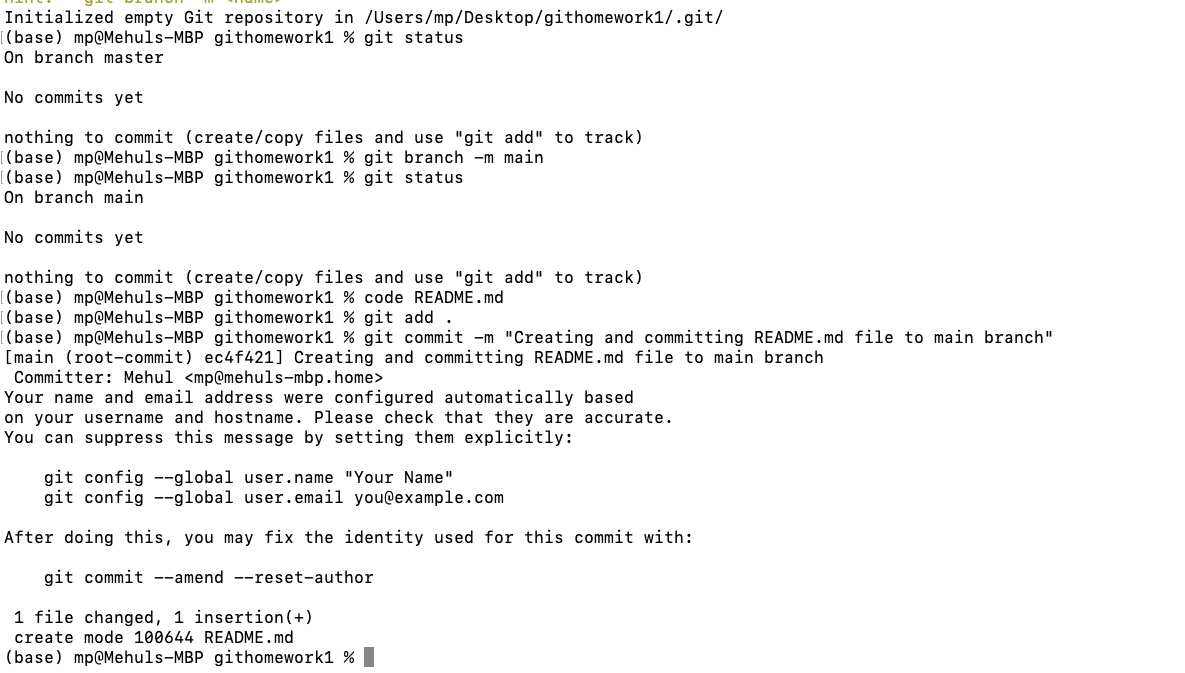 Initialized empty Git repository in /Users/mp/Desktop/githomework1/.git/
(base) mp@Mehuls-MBP githomework1 % git status
On branch master
No commits yet
nothing to commit (create/copy files and use "git add" to track)
(base) mp@Mehuls-MBP githomework1 % git branch -m main
(base) mp@Mehuls-MBP githomework1 % git status
On branch main
No commits yet
nothing to commit (create/copy files and use "git add" to track)
(base) mp@Mehuls-MBP githomework1 % code README.md
(base) mp@Mehuls-MBP githomework1 % git add .
(base) mp@Mehuls-MBP githomework1 % git commit -m "Creating and committing README.md file to main branch"
[main (root-commit) ec4f421] Creating and committing README.md file to main branch
Committer: Mehul <mp@mehuls-mbp.home>
Your name and email address were configured automatically based
on your username and hostname. Please check that they are accurate.
You can suppress this message by setting them explicitly:
git config --global user.name "Your Name"
git config --global user.email you@example.com
After doing this, you may fix the identity used for this commit with:
git commit --amend --reset-author
1 file changed, 1 insertion(+)
create mode 100644 README.md
(base) mp@Mehuls-MBP githomework1 %